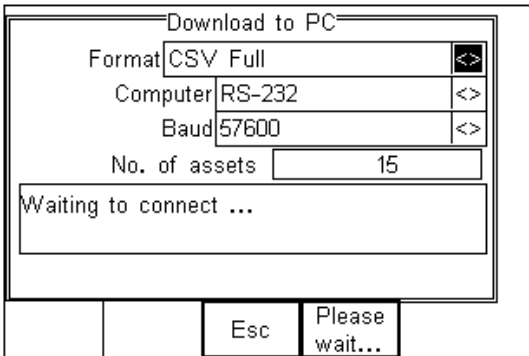 Download to PC
Format CSV Full <>
Computer RS-232 <>
Baud 57600 <>
No. of assets 15
Waiting to connect ...
Esc
Please
wait...